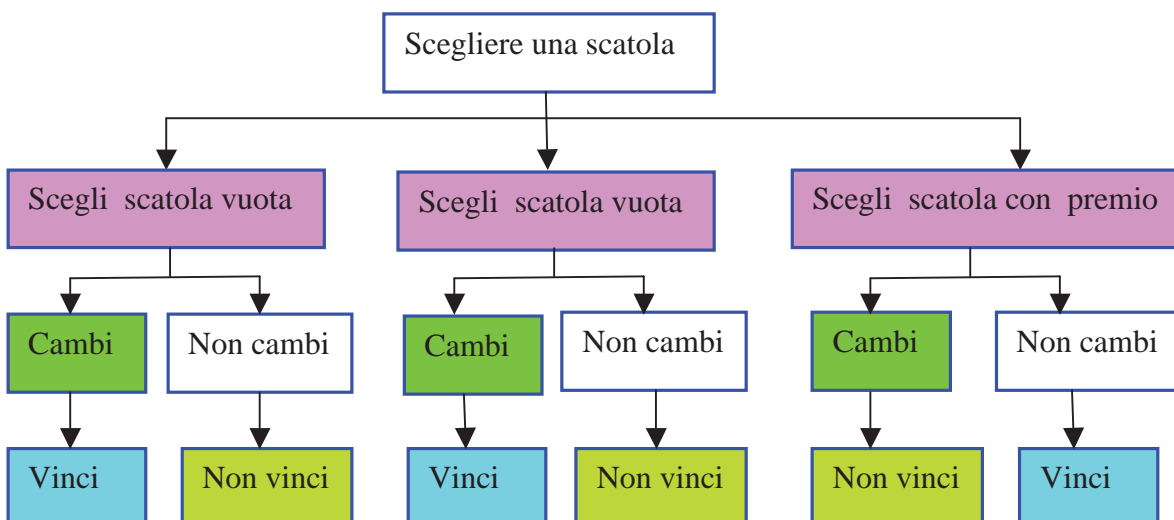 Scegliere una scatola
Scegli scatola vuota
Scegli scatola vuota
Scegli scatola con premio
Cambi
Non cambi
Cambi
Non cambi
Cambi
Non cambi
Vinci
Non vinci
Vinci
Non vinci
Non vinci
Vinci